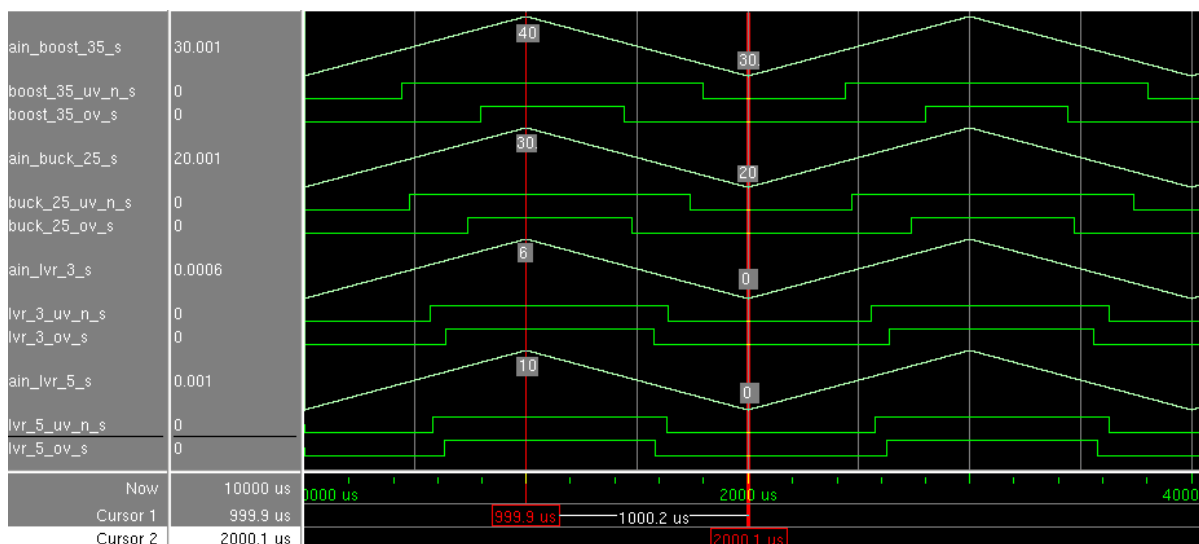 ain_boost_35_s 30.001 40 30.
boost_35_uv_n_s 0
boost_35_ov_s 0
ain_buck_25_s 20.001 30. 20
buck_25_uv_n_s 0
buck_25_ov_s 0
ain_lvr_3_s 0.0006 6 0
lvr_3_uv_n_s 0
lvr_3_ov_s 0
ain_lvr_5_s 0.001 10 0
lvr_5_uv_n_s 0
lvr_5_ov_s 0
Now 10000 us 0000 us 2000 us 4000
Cursor 1 999.9 us 999.9 us 1000.2 us
Cursor 2 2000.1 us 2000.1 us